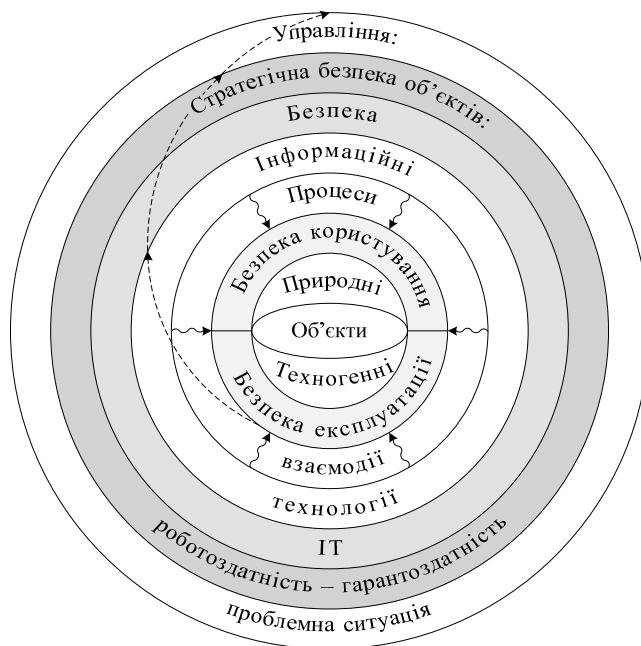 Управління:
Стратегічна безпека об’єктів:
Безпека
Інформаційні
Процеси
Безпека користування
Природні
Об’єкти
Техногенні
Безпека експлуатації
взаємодії
технології
ІТ
роботоздатність – гарантоздатність
проблемна ситуація